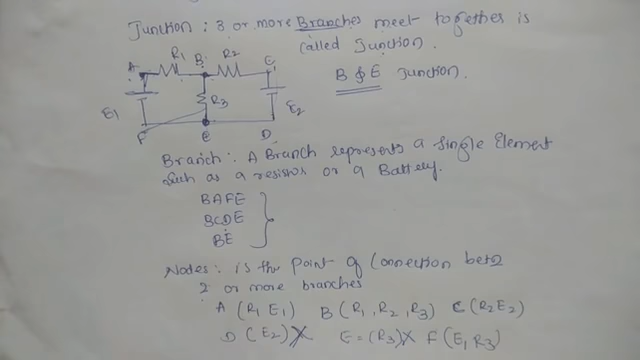 Junction : 3 or more Branches meet together is
called Junction.
R1 R2
A B C
B & E Junction.
R3
E1 E2
F E D
Branch :. A Branch represents a single Element
such as a resistor or a Battely.
BAFE
BCDE
BE
Nodes : is the point of Connection betn
2 or more branches
A (R1 E1) B (R1, R2, R3) C (R2 E2)
D (E2) X E = (R3) X F (E1 R3)